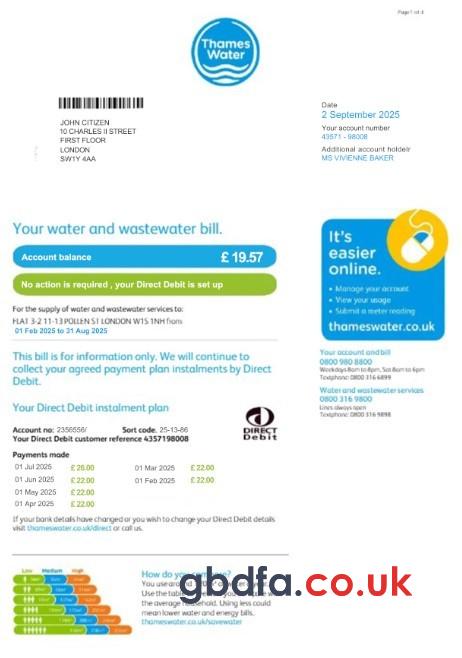 Page 1 of 4
Thames
Water
JOHN CITIZEN
10 CHARLES II STREET
FIRST FLOOR
LONDON
SW1Y 4AA
Date
2 September 2025
Your account number
43571 - 98008
Additional account holdelr
MS VIVIENNE BAKER
Your water and wastewater bill.
Account balance £ 19.57
No action is required , your Direct Debit is set up
For the supply of water and wastewater services to:
FLAT 3-2 11-13 POLLEN ST LONDON W1S 1NH from
01 Feb 2025 to 31 Aug 2025
This bill is for information only. We will continue to
collect your agreed payment plan instalments by Direct
Debit.
Your Direct Debit instalment plan
Account no: 2356556/ Sort code. 25-13-86
Your Direct Debit customer reference 4357198008
DIRECT
Debit
Payments made
01 Jul 2025 £ 26.00 01 Mar 2025 £ 22.00
01 Jun 2025 £ 22.00 01 Feb 2025 £ 22.00
01 May 2025 £ 22.00
01 Apr 2025 £ 22.00
If your bank details have changed or you wish to change your Direct Debit details
visit thameswater.co.uk/direct or call us.
It's
easier
online.
• Manage your account
• View your usage
• Submit a meter reading
thameswater.co.uk
Your account and bill
0800 980 8800
Weekdays 8am to 8pm, Sat 8am to 6pm
Textphone: 0800 316 6899
Water and wastewater services
0800 316 9800
Lines always open
Textphone: 0800 316 9898
Low Medium High
How do you compare?
Use the table
the average household. Using less could
mean lower water and energy bills.
thameswater.co.uk/savewater
gbdfa.co.uk